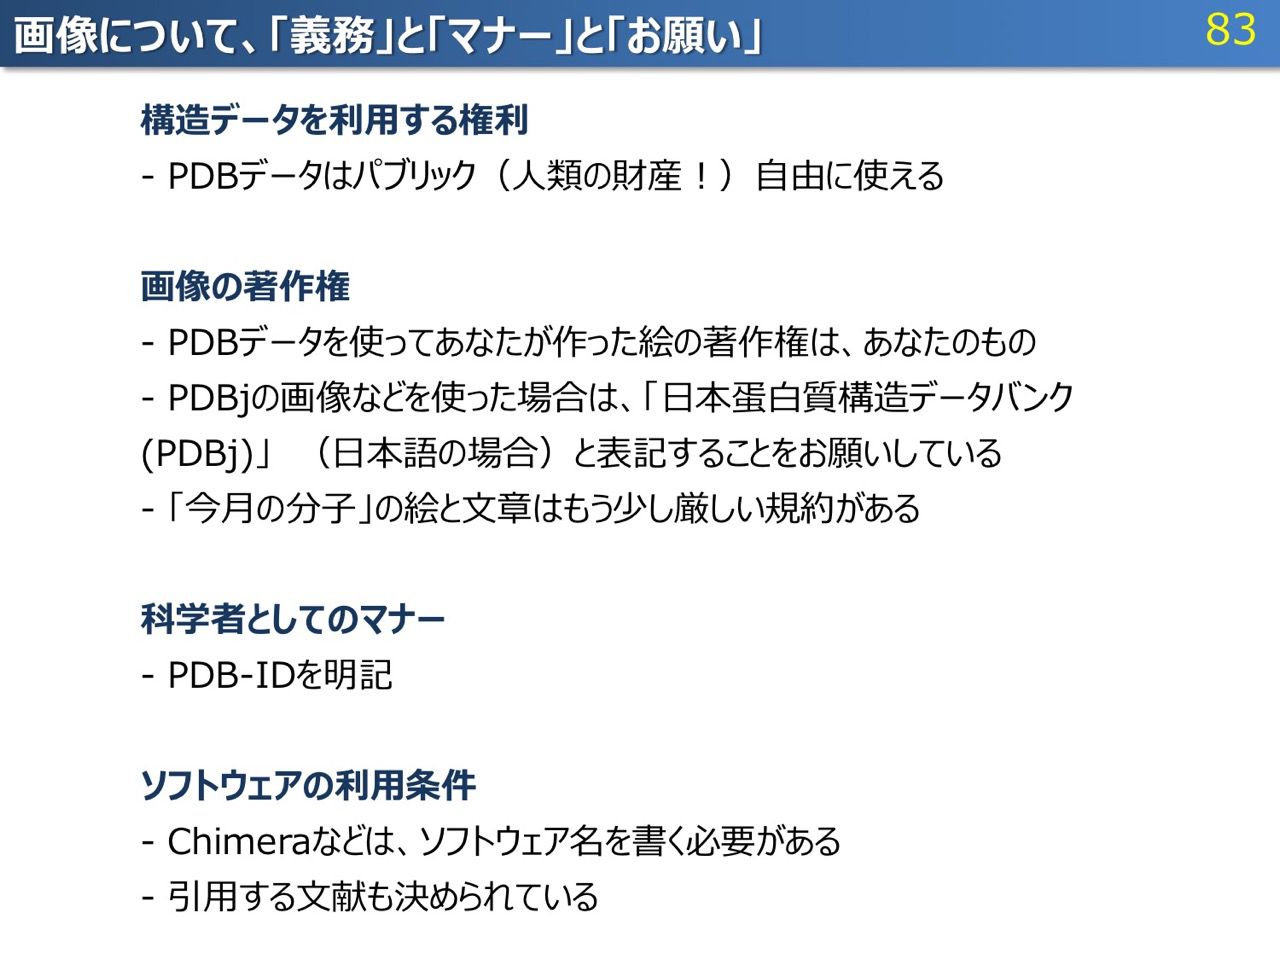 画像について、「義務」と「マナー」と「お願い」
83
構造データを利用する権利
- PDBデータはパブリック（人類の財産！）自由に使える
画像の著作権
- PDBデータを使ってあなたが作った絵の著作権は、あなたのもの
- PDBjの画像などを使った場合は、「日本蛋白質構造データバンク
(PDBj)」 （日本語の場合）と表記することをお願いしている
- 「今月の分子」の絵と文章はもう少し厳しい規約がある
科学者としてのマナー
- PDB-IDを明記
ソフトウェアの利用条件
- Chimeraなどは、ソフトウェア名を書く必要がある
- 引用する文献も決められている